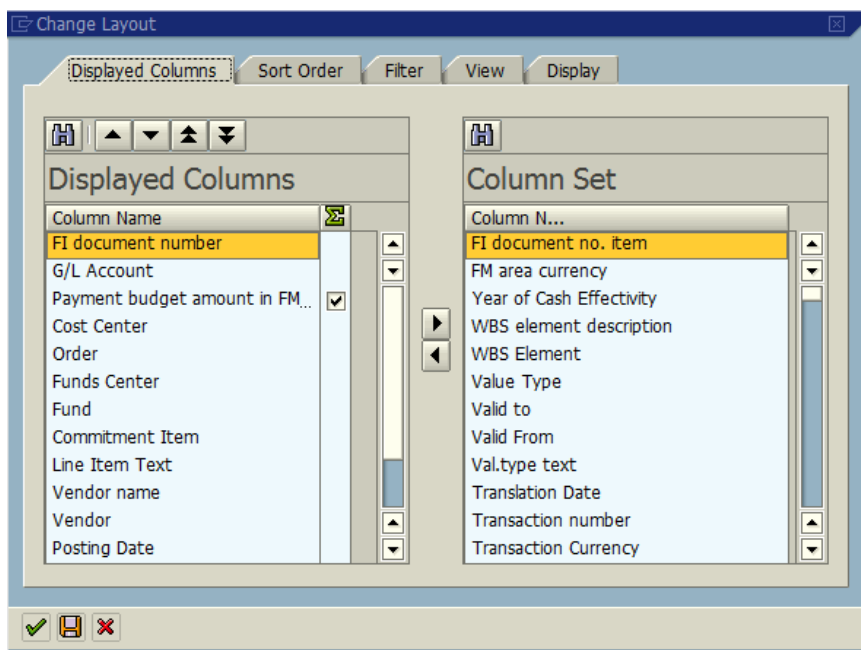 Change Layout
Displayed Columns
Sort Order
Filter
View
Display
Displayed Columns
Column Name
FI document number
G/L Account
Payment budget amount in FM...
Cost Center
Order
Funds Center
Fund
Commitment Item
Line Item Text
Vendor name
Vendor
Posting Date
Column Set
Column N...
FI document no. item
FM area currency
Year of Cash Effectivity
WBS element description
WBS Element
Value Type
Valid to
Valid From
Val.type text
Translation Date
Transaction number
Transaction Currency